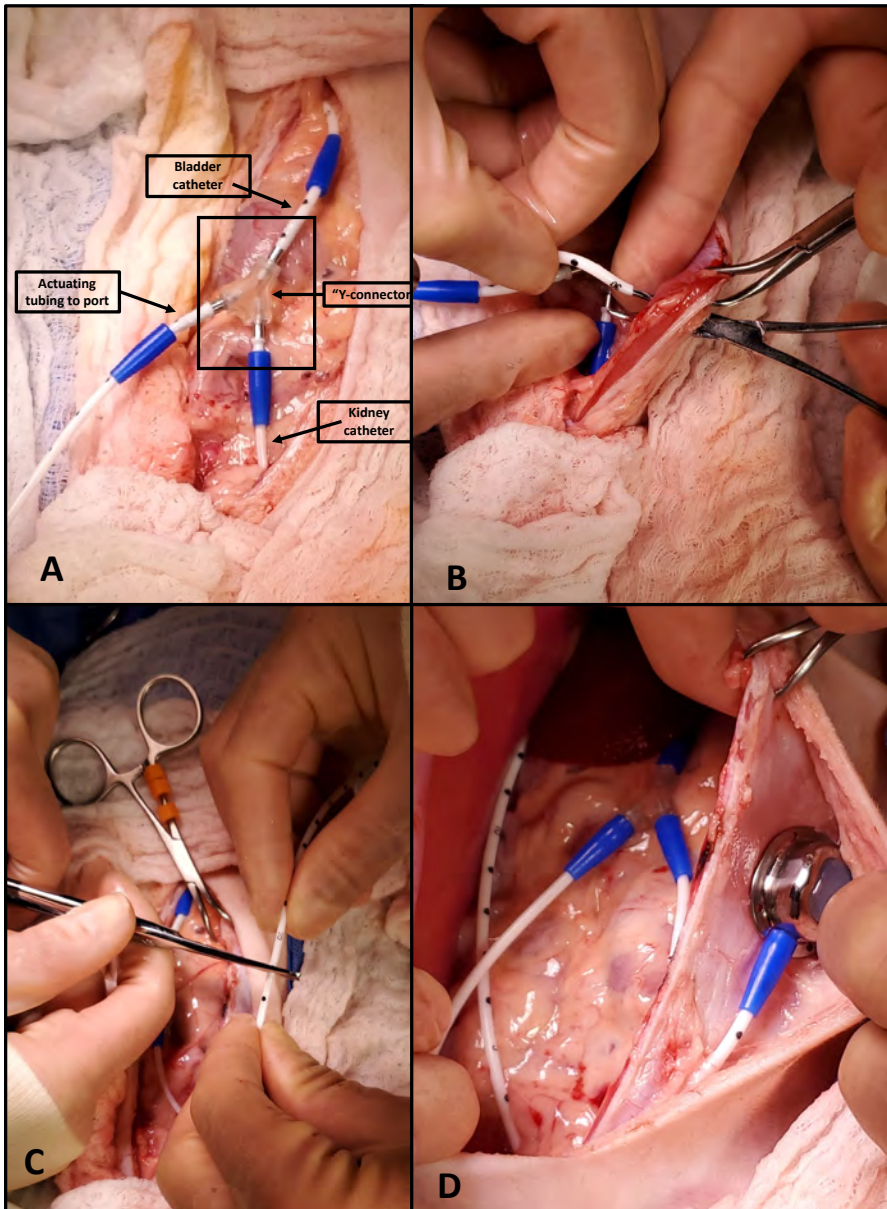 Bladder
catheter
Actuating
tubing to port
“Y-connector
Kidney
catheter
A
B
C
D